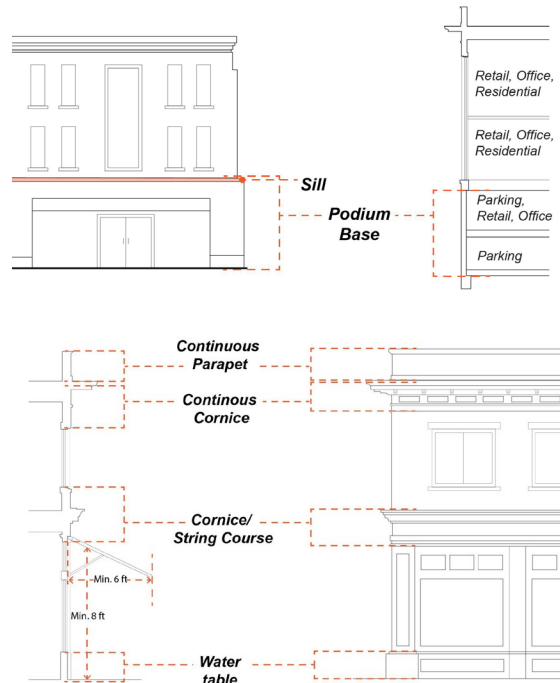 Retail, Office,
Residential
Retail, Office,
Residential
Sill
Parking,
Retail, Office
Podium
Base
Parking
Continuous
Parapet
Continous
Cornice
Cornice/
String Course
Min. 6 ft
Min. 8 ft
Water
table